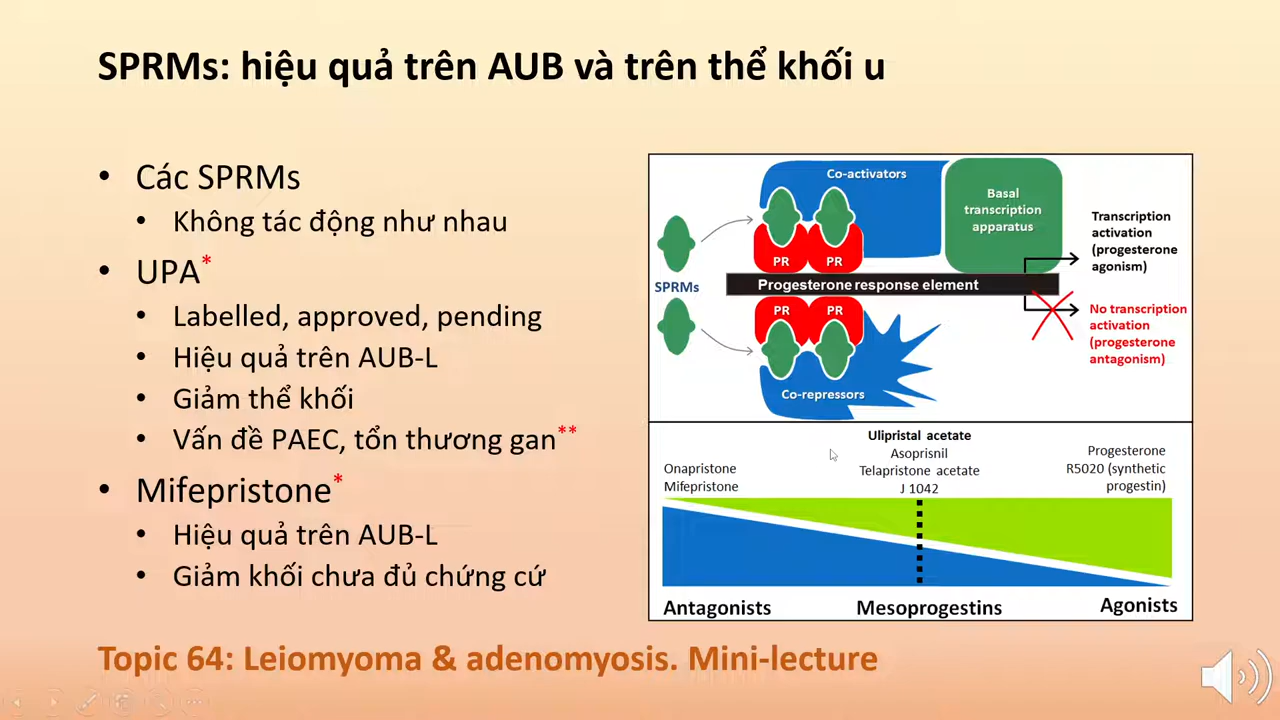 SPRMs: hiệu quả trên AUB và trên thể khối u
• Các SPRMs
• Không tác động như nhau
• UPA*
• Labelled, approved, pending
• Hiệu quả trên AUB-L
• Giảm thể khối
• Vấn đề PAEC, tổn thương gan**
• Mifepristone*
• Hiệu quả trên AUB-L
• Giảm khối chưa đủ chứng cứ
Co-activators
Basal
transcription
apparatus
PR PR
SPRMs
Progesterone response element
Transcription
activation
(progesterone
agonism)
PR PR
Co-repressors
No transcription
activation
(progesterone
antagonism)
Onapristone
Mifepristone
Ulipristal acetate
Asoprisnil
Telapristone acetate
J 1042
Progesterone
R5020 (synthetic
progestin)
Antagonists
Mesoprogestins
Agonists
Topic 64: Leiomyoma & adenomyosis. Mini-lecture